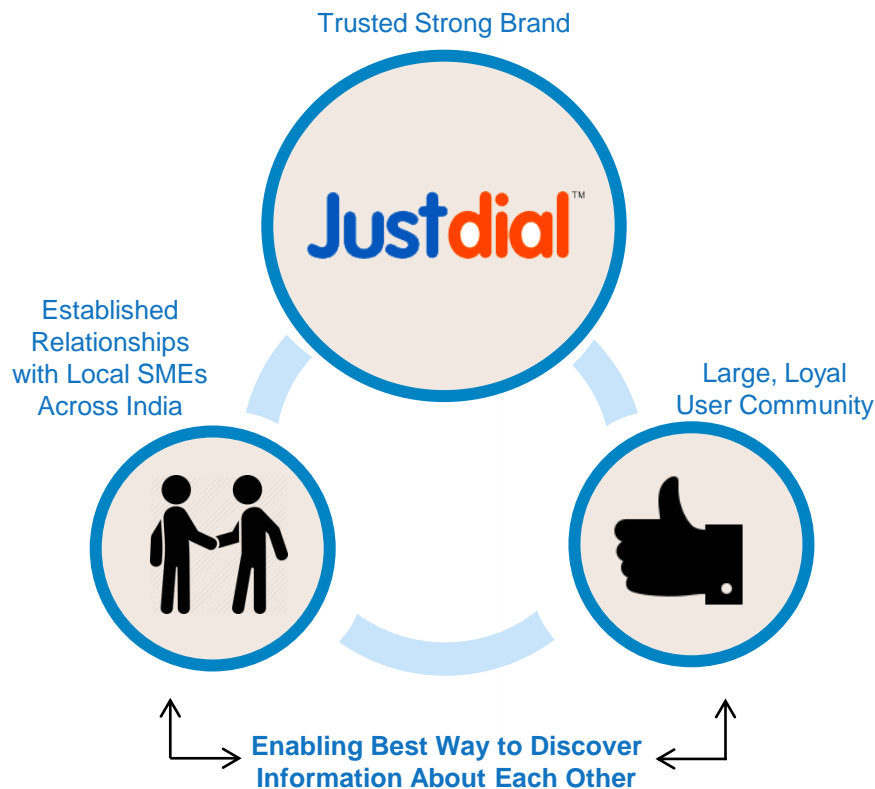 Trusted Strong Brand
Justdial™
Established
Relationships
with Local SMEs
Across India
Large, Loyal
User Community
Enabling Best Way to Discover
Information About Each Other